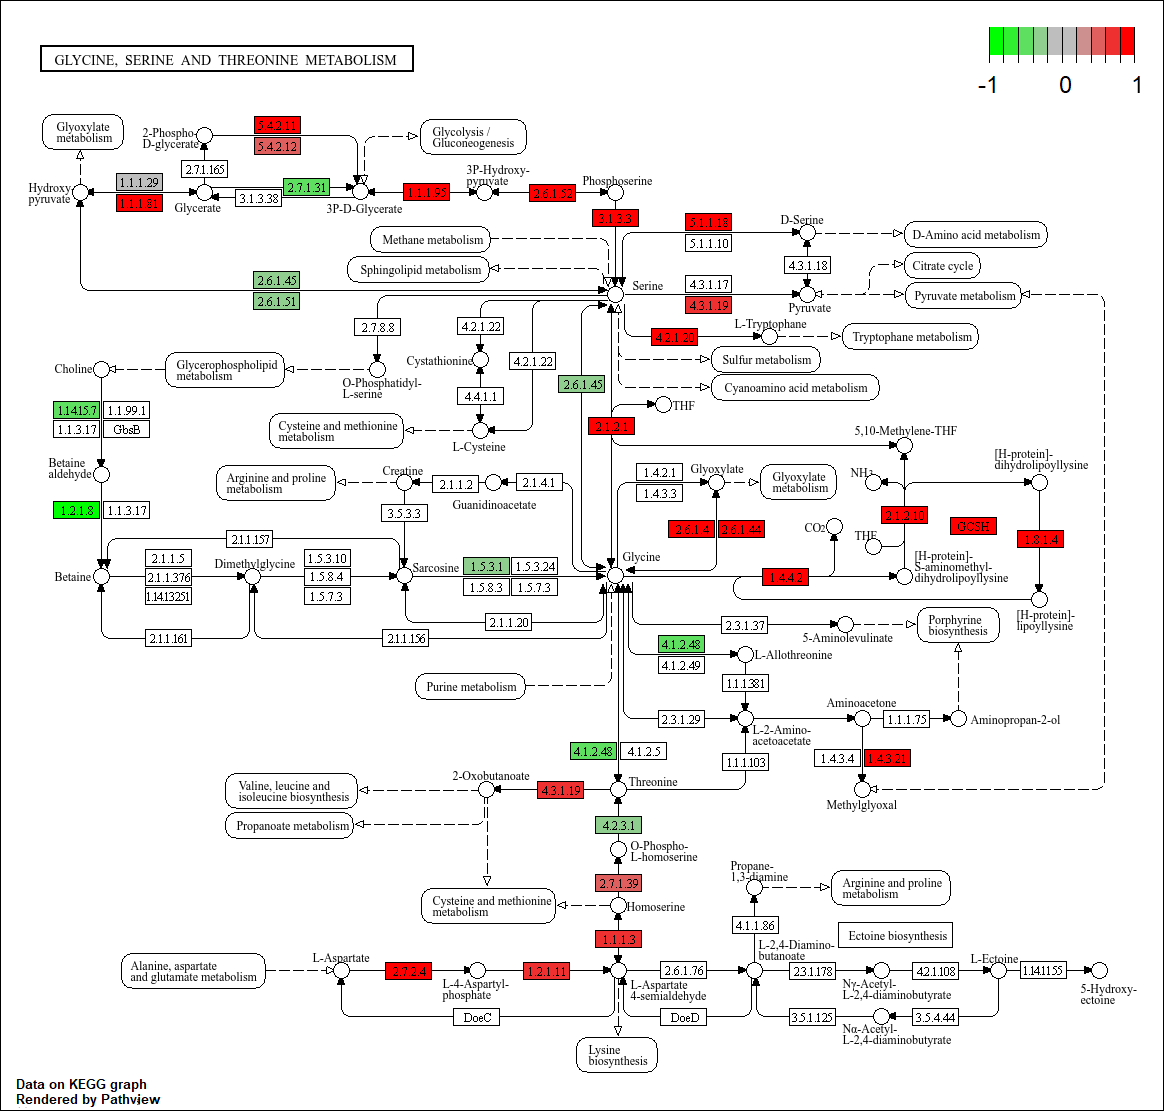 GLYCINE, SERINE AND THREONINE METABOLISM
-1 0 1
Glyoxylate
metabolism
2-Phospho-
D-glycerate
5.4.2.11
5.4.2.12
Glycolysis /
Gluconeogenesis
2.7.1.165
3P-Hydroxy-
pyruvate
Phosphoserine
Hydroxy
pyruvate
1.1.1.29
1.1.1.81
Glycerate
2.7.1.31
3.1.3.38
3P-D-Glycerate
1.1.1.95
2.6.1.52
3.1.3.3
5.1.1.18
5.1.1.10
D-Serine
D-Amino acid metabolism
Methane metabolism
Sphingolipid metabolism
4.3.1.18
Citrate cycle
2.6.1.45
2.6.1.51
Serine
4.3.1.17
4.3.1.19
Pyruvate
Pyruvate metabolism
2.7.8.8
4.2.1.22
4.2.1.20
L-Tryptophane
Tryptophane metabolism
Choline
Glycerophospholipid
metabolism
O-Phosphatidyl-
L-serine
Cystathionine
4.2.1.22
Sulfur metabolism
Cyanoamino acid metabolism
2.6.1.45
4.4.1.1
1.14.15.7
1.1.99.1
1.1.3.17
GbsB
THF
2.1.2.1
Cysteine and methionine
metabolism
L-Cysteine
5,10-Methylene-THF
Betaine
aldehyde
Arginine and proline
metabolism
Creatine
2.1.1.2
2.1.4.1
Guanidinoacetate
1.4.2.1
1.4.3.3
Glyoxylate
Glyoxylate
metabolism
NH3
[H-protein]-
dihydrolipoyllysine
1.2.1.8
1.1.3.17
3.5.3.3
2.6.1.4
2.6.1.44
CO2
2.1.2.10
GCSH
THF
1.8.1.4
2.1.1.157
2.1.1.5
2.1.1.376
1.14.13.251
Dimethylglycine
1.5.3.10
1.5.8.4
1.5.7.3
Betaine
Sarcosine
1.5.3.1
1.5.3.24
1.5.8.3
1.5.7.3
Glycine
1.4.4.2
[H-protein]-
S-aminomethyl-
dihydrolipoyllysine
[H-protein]-
lipoyllysine
2.1.1.20
2.1.1.161
2.1.1.156
2.3.1.37
5-Aminolevulinate
Porphyrine
biosynthesis
4.1.2.48
4.1.2.49
L-Allothreonine
1.1.1.381
Purine metabolism
2.3.1.29
L-2-Amino-
acetoacetate
Aminoacetone
1.1.1.75
Aminopropan-2-ol
4.1.2.48
4.1.2.5
1.1.1.103
1.4.3.4
1.4.3.21
Methylglyoxal
Valine, leucine and
isoleucine biosynthesis
2-Oxobutanoate
4.3.1.19
Threonine
Propanoate metabolism
4.2.3.1
O-Phospho-
L-homoserine
2.7.1.39
Cysteine and methionine
metabolism
Homoserine
Propane-
1,3-diamine
Arginine and proline
metabolism
4.1.1.86
Ectoine biosynthesis
1.1.1.3
Alanine, aspartate
and glutamate metabolism
L-Aspartate
2.7.2.4
L-4-Aspartyl-
phosphate
1.2.1.11
L-Aspartate
4-semialdehyde
2.6.1.76
L-2,4-Diamino-
butanoate
2.3.1.178
Nγ-Acetyl-
L-2,4-diaminobutyrate
4.2.1.108
L-Ectoine
1.14.11.55
5-Hydroxy-
ectoine
DoeC
DoeD
3.5.1.125
Nα-Acetyl-
L-2,4-diaminobutyrate
3.5.4.44
Lysine
biosynthesis
Data on KEGG graph
Rendered by Pathview